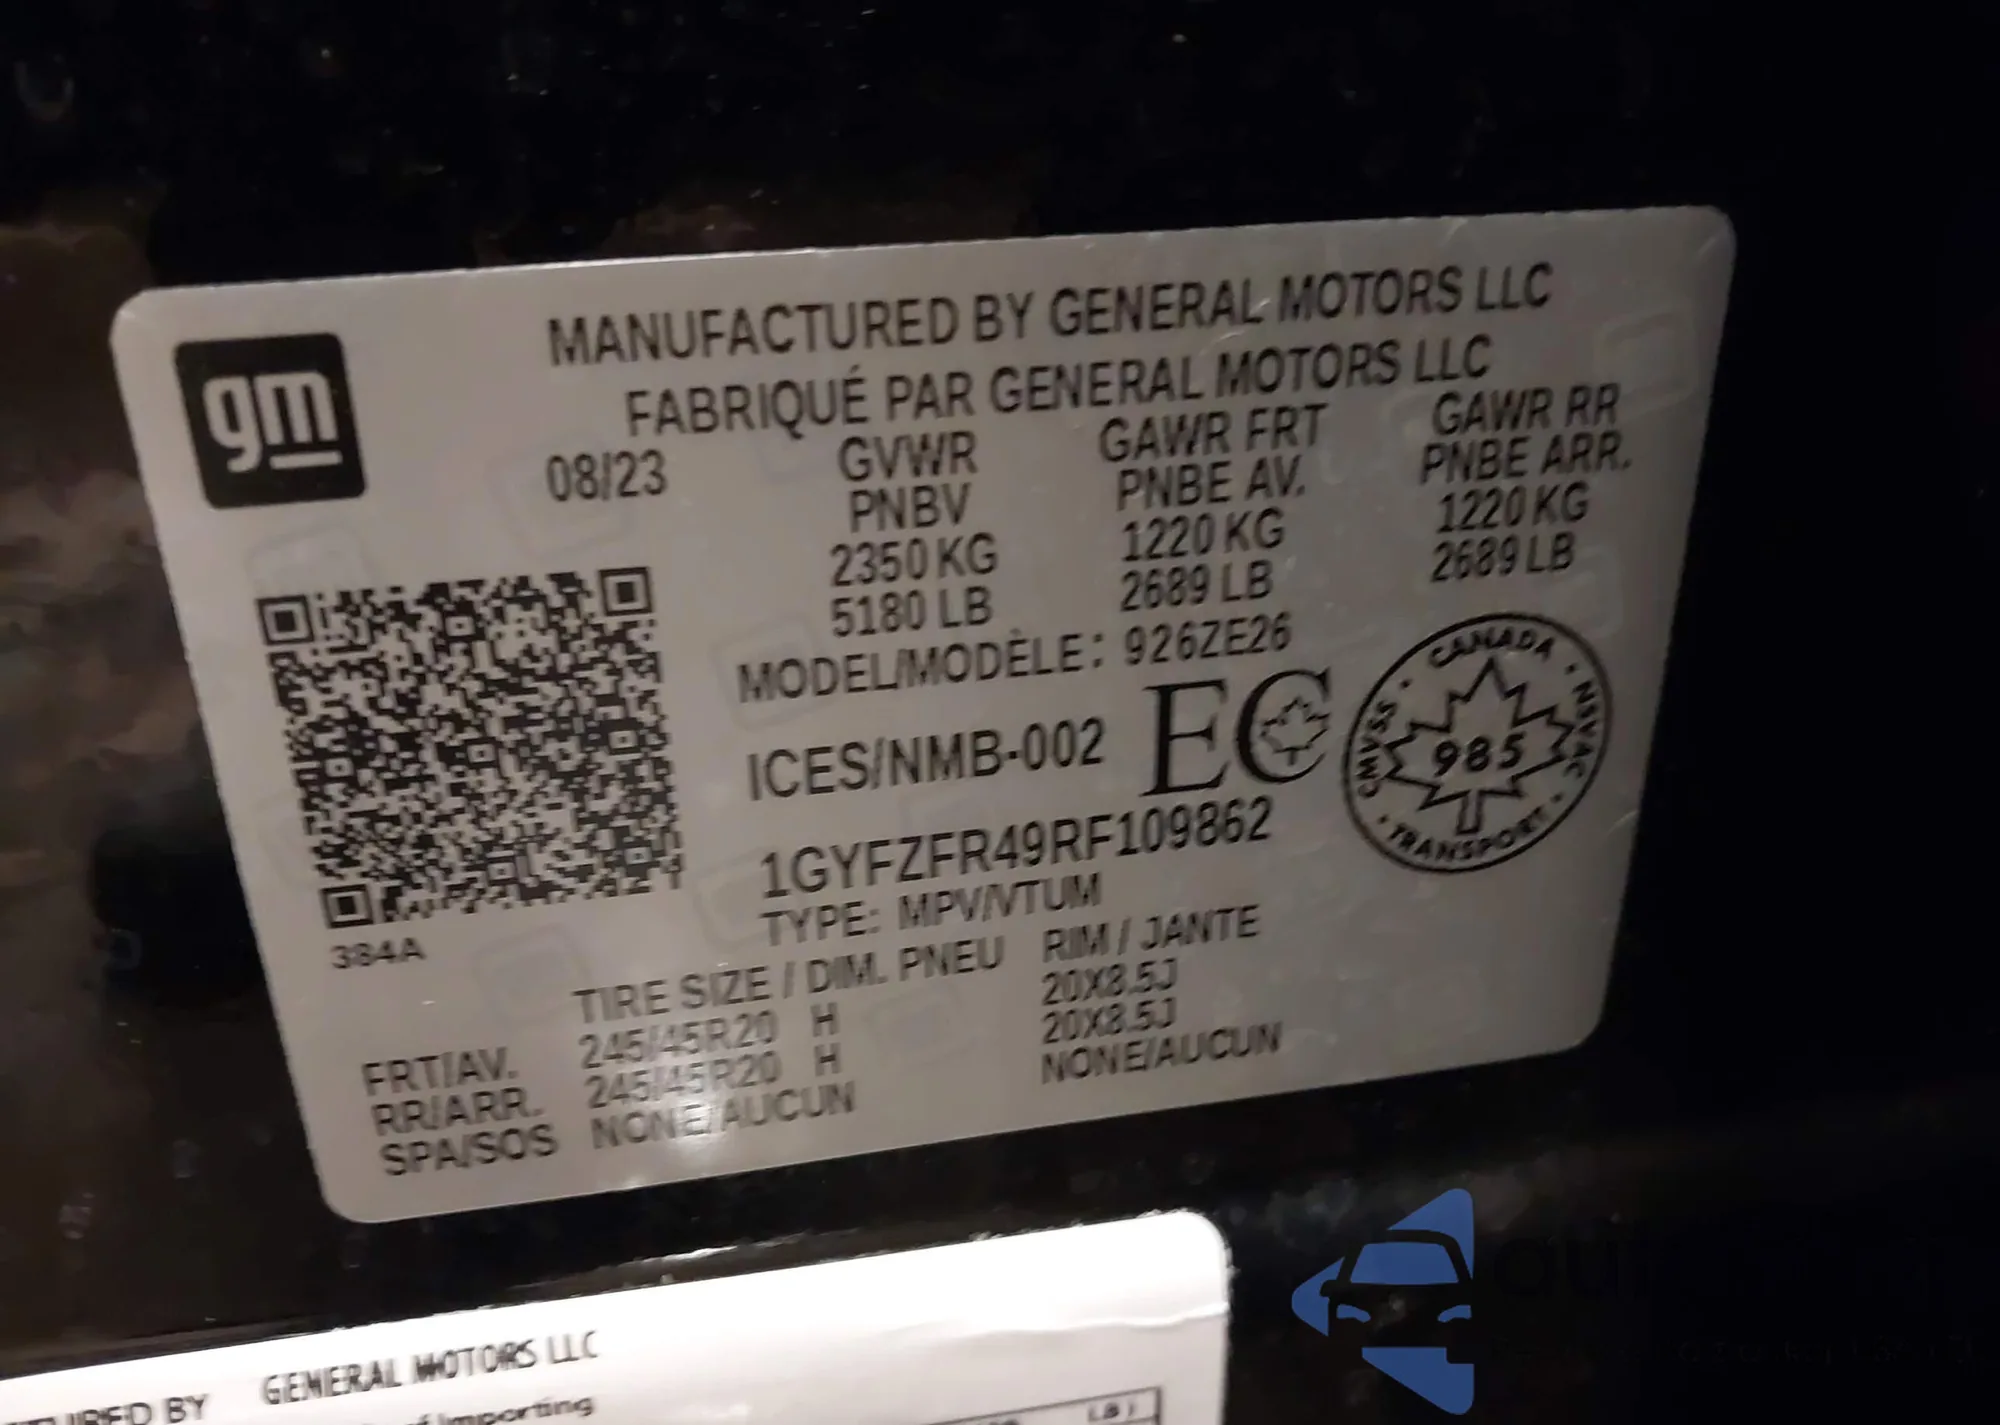 MANUFACTURED BY GENERAL MOTORS LLC
FABRIQUÉ PAR GENERAL MOTORS LLC
gm
08/23
GVWR GAWR FRT GAWR RR
PNBV PNBE AV. PNBE ARR.
2350 KG 1220 KG 1220 KG
5180 LB 2689 LB 2689 LB
MODEL/MODÈLE: 926ZE26
ICES/NMB-002 EC
CANADA · NSVAC · TRANSPORT · CMVSS ·
985
1GYFZFR49RF109862
TYPE: MPV/VTUM
384A
TIRE SIZE / DIM. PNEU RIM / JANTE
FRT/AV. 245/45R20 H 20X8.5J
RR/ARR. 245/45R20 H 20X8.5J
SPA/SOS NONE/AUCUN NONE/AUCUN
BY GENERAL MOTORS LLC
of Importing